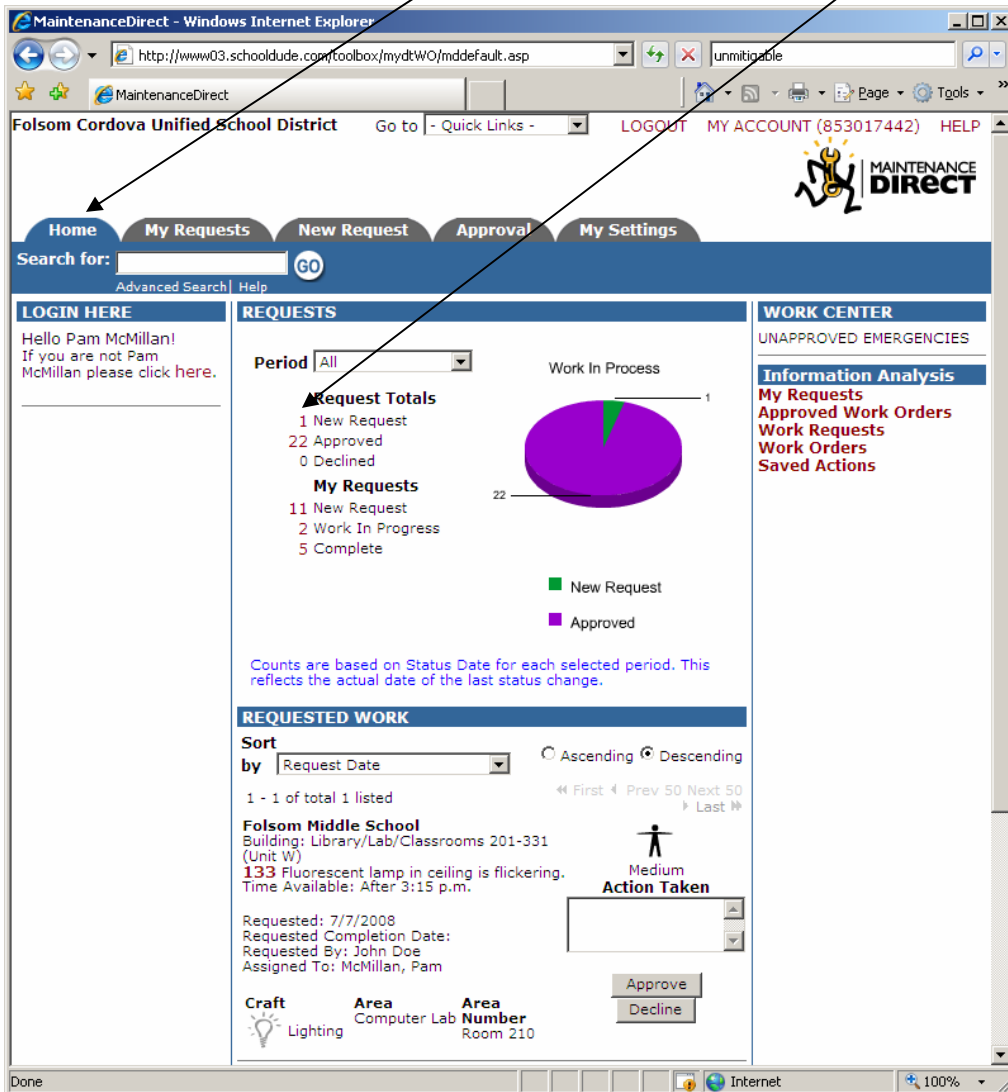 MaintenanceDirect - Windows Internet Explorer
http://www03.schooldude.com/toolbox/mydtWO/mddefault.asp
unmitigable
MaintenanceDirect
Page
Tools
»
Folsom Cordova Unified School District
Go to - Quick Links -
LOGOUT MY ACCOUNT (853017442) HELP
MAINTENANCE
DIRECT
Home My Requests New Request Approval My Settings
Search for: GO
Advanced Search| Help
LOGIN HERE
Hello Pam McMillan!
If you are not Pam
McMillan please click here.
REQUESTS
Period All
Request Totals
1 New Request
22 Approved
0 Declined
My Requests
11 New Request
2 Work In Progress
5 Complete
Work In Process
1
22
New Request
Approved
Counts are based on Status Date for each selected period. This
reflects the actual date of the last status change.
REQUESTED WORK
Sort
by Request Date
Ascending Descending
1 - 1 of total 1 listed
First Prev 50 Next 50
Last
Folsom Middle School
Building: Library/Lab/Classrooms 201-331
(Unit W)
133 Fluorescent lamp in ceiling is flickering.
Time Available: After 3:15 p.m.
Medium
Action Taken
Requested: 7/7/2008
Requested Completion Date:
Requested By: John Doe
Assigned To: McMillan, Pam
Approve
Decline
Craft
Lighting
Area
Computer Lab
Area
Number
Room 210
WORK CENTER
UNAPPROVED EMERGENCIES
Information Analysis
My Requests
Approved Work Orders
Work Requests
Work Orders
Saved Actions
Done
Internet
100%